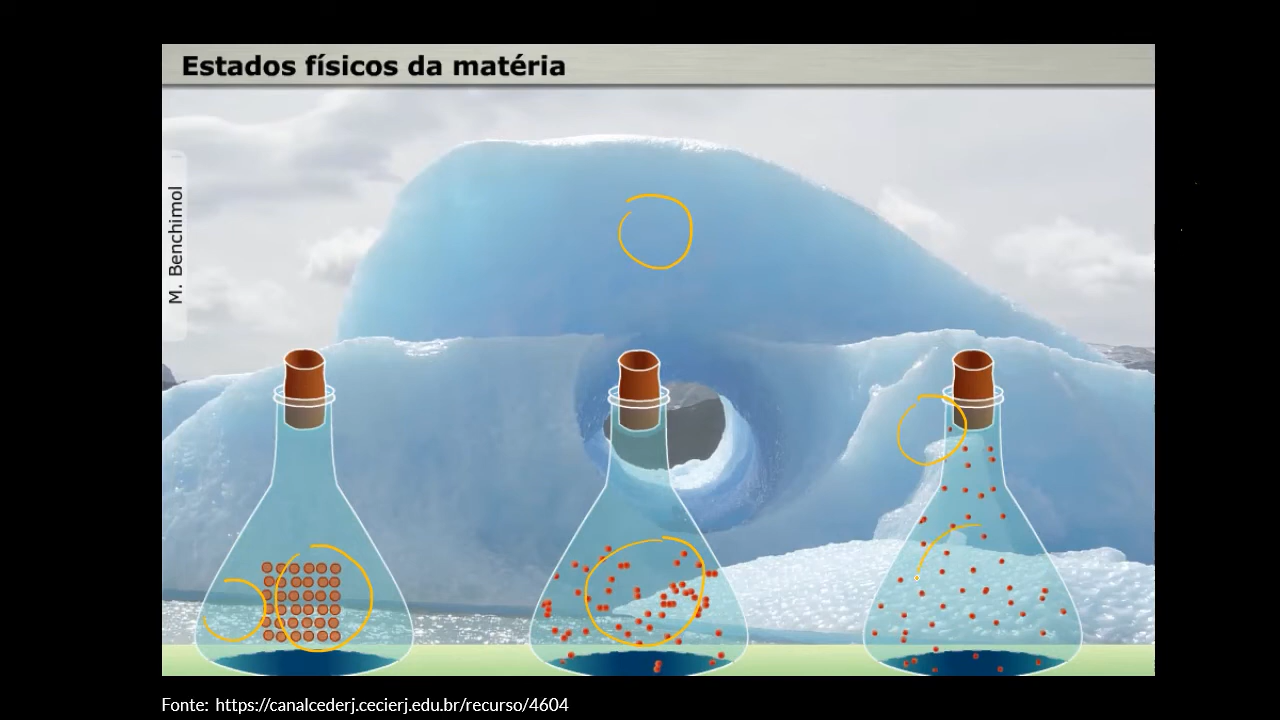 Estados físicos da matéria
M. Benchimol
Fonte: https://canalcederj.cecierj.edu.br/recurso/4604